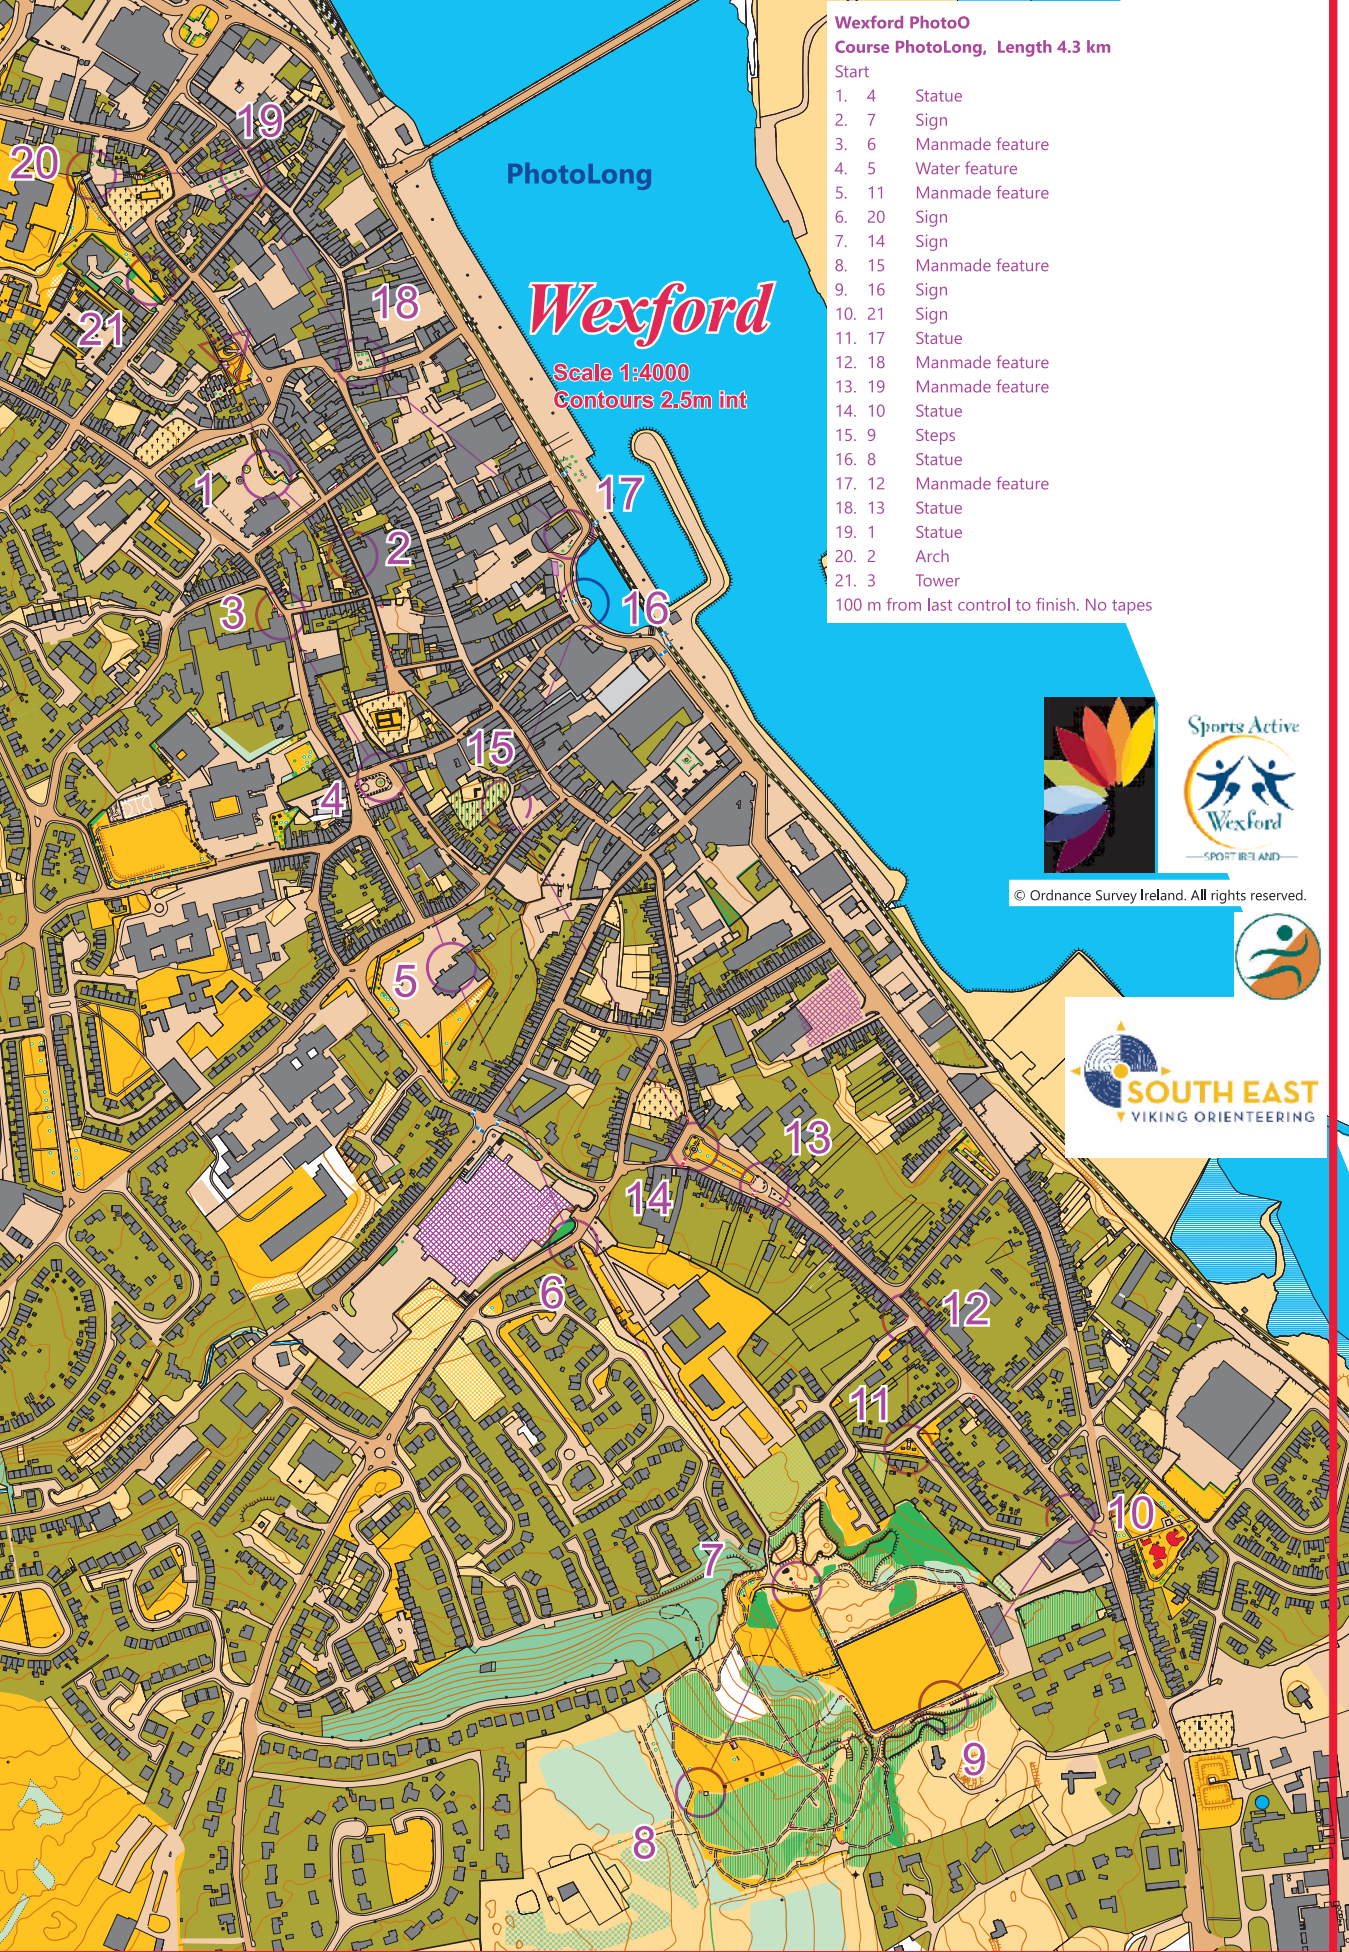 Wexford PhotoO
Course PhotoLong, Length 4.3 km
Start
1. 4 Statue
2. 7 Sign
3. 6 Manmade feature
4. 5 Water feature
5. 11 Manmade feature
6. 20 Sign
7. 14 Sign
8. 15 Manmade feature
9. 16 Sign
10. 21 Sign
11. 17 Statue
12. 18 Manmade feature
13. 19 Manmade feature
14. 10 Statue
15. 9 Steps
16. 8 Statue
17. 12 Manmade feature
18. 13 Statue
19. 1 Statue
20. 2 Arch
21. 3 Tower
100 m from last control to finish. No tapes
PhotoLong
Wexford
Scale 1:4000
Contours 2.5m int
19
20
18
21
1
17
2
3
16
15
4
5
13
14
6
12
11
10
7
9
8
Sports Active
Wexford
SPORT IRELAND
© Ordnance Survey Ireland. All rights reserved.
SOUTH EAST
VIKING ORIENTEERING